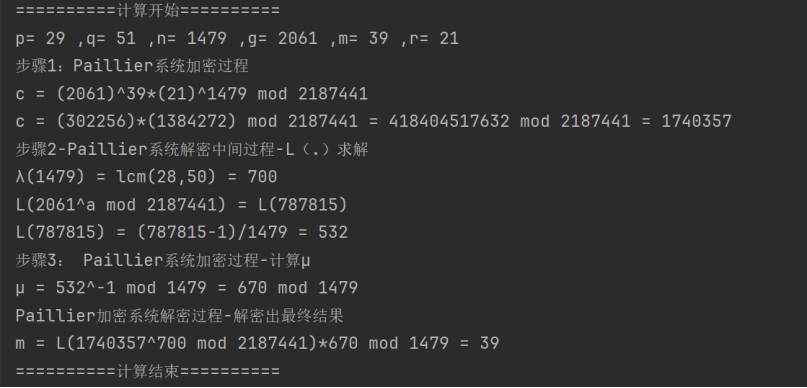 ==========计算开始==========
p= 29 ,q= 51 ,n= 1479 ,g= 2061 ,m= 39 ,r= 21
步骤1：Paillier系统加密过程
c = (2061)^39*(21)^1479 mod 2187441
c = (302256)*(1384272) mod 2187441 = 418404517632 mod 2187441 = 1740357
步骤2-Paillier系统解密中间过程-L（.）求解
λ(1479) = lcm(28,50) = 700
L(2061^a mod 2187441) = L(787815)
L(787815) = (787815-1)/1479 = 532
步骤3： Paillier系统加密过程-计算μ
μ = 532^-1 mod 1479 = 670 mod 1479
Paillier加密系统解密过程-解密出最终结果
m = L(1740357^700 mod 2187441)*670 mod 1479 = 39
==========计算结束==========